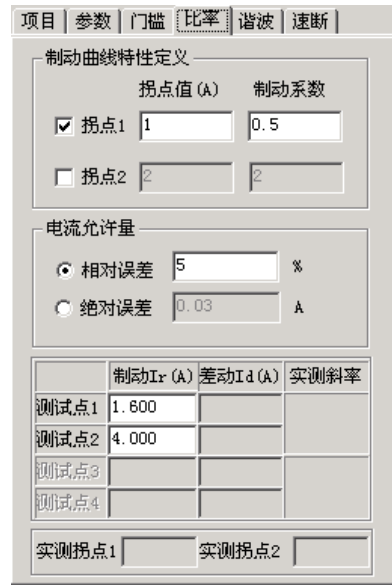 项目 参数 门槛 比率 谐波 速断
制动曲线特性定义
拐点值(A) 制动系数
拐点1 1 0.5
拐点2 2 2
电流允许量
相对误差 5 %
绝对误差 0.03 A
制动Ir(A) 差动Id(A) 实测斜率
测试点1 1.600
测试点2 4.000
测试点3
测试点4
实测拐点1 实测拐点2